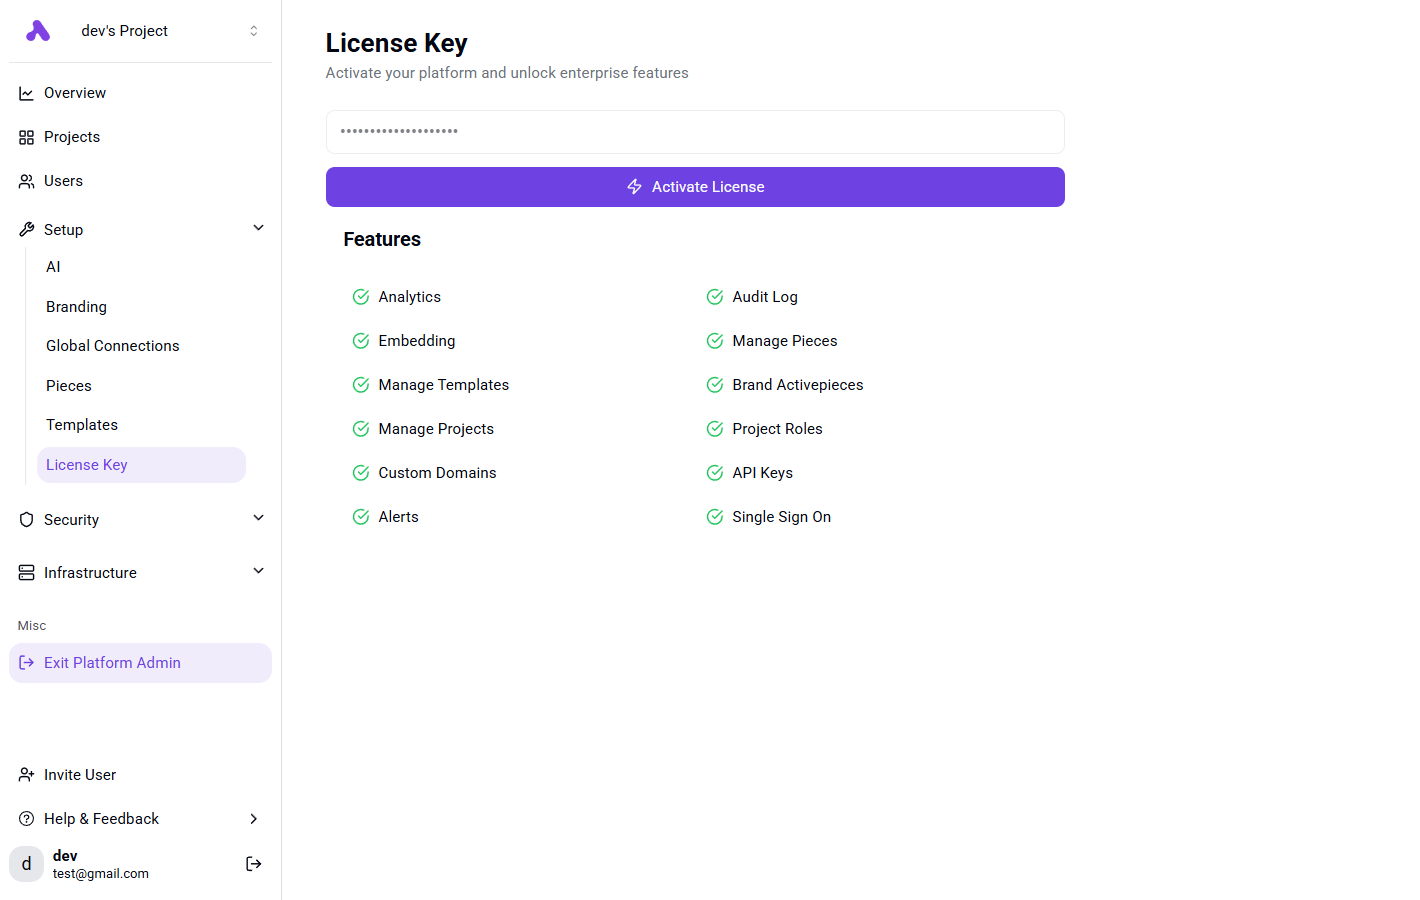 dev's Project
Overview
Projects
Users
Setup
AI
Branding
Global Connections
Pieces
Templates
License Key
Security
Infrastructure
Misc
Exit Platform Admin
Invite User
Help & Feedback
d
dev
test@gmail.com
License Key
Activate your platform and unlock enterprise features
••••••••••••••••••••
Activate License
Features
Analytics
Audit Log
Embedding
Manage Pieces
Manage Templates
Brand Activepieces
Manage Projects
Project Roles
Custom Domains
API Keys
Alerts
Single Sign On